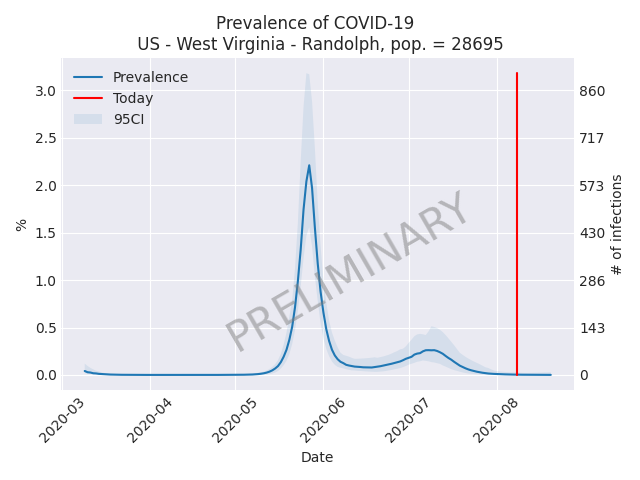 Prevalence of COVID-19
US - West Virginia - Randolph, pop. = 28695
Prevalence
Today
95CI
3.0
2.5
2.0
1.5
1.0
0.5
0.0
%
860
717
573
430
286
143
0
# of infections
PRELIMINARY
2020-03
2020-04
2020-05
2020-06
2020-07
2020-08
Date